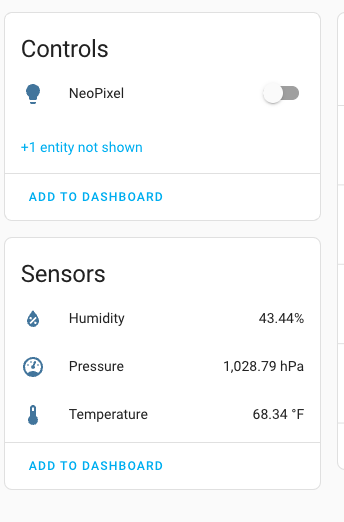 Controls
NeoPixel
+1 entity not shown
ADD TO DASHBOARD
Sensors
Humidity 43.44%
Pressure 1,028.79 hPa
Temperature 68.34 °F
ADD TO DASHBOARD